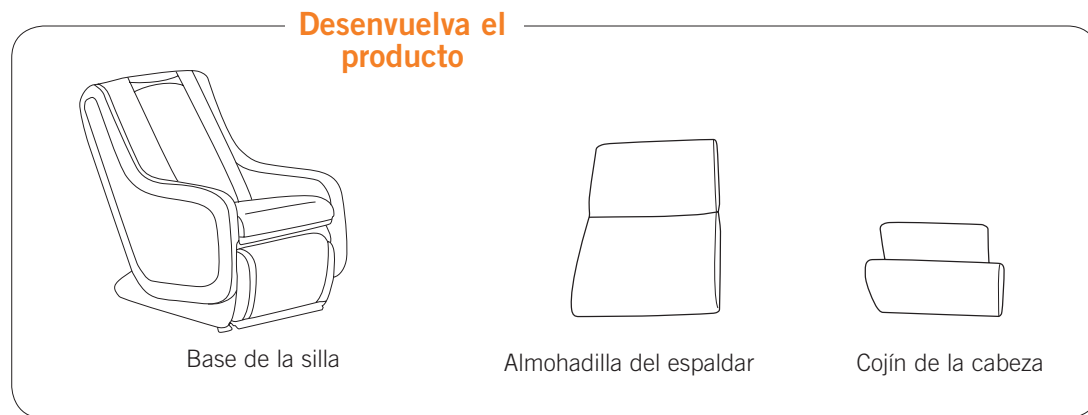 Desenvuelva el
producto
Base de la silla
Almohadilla del espaldar
Cojín de la cabeza